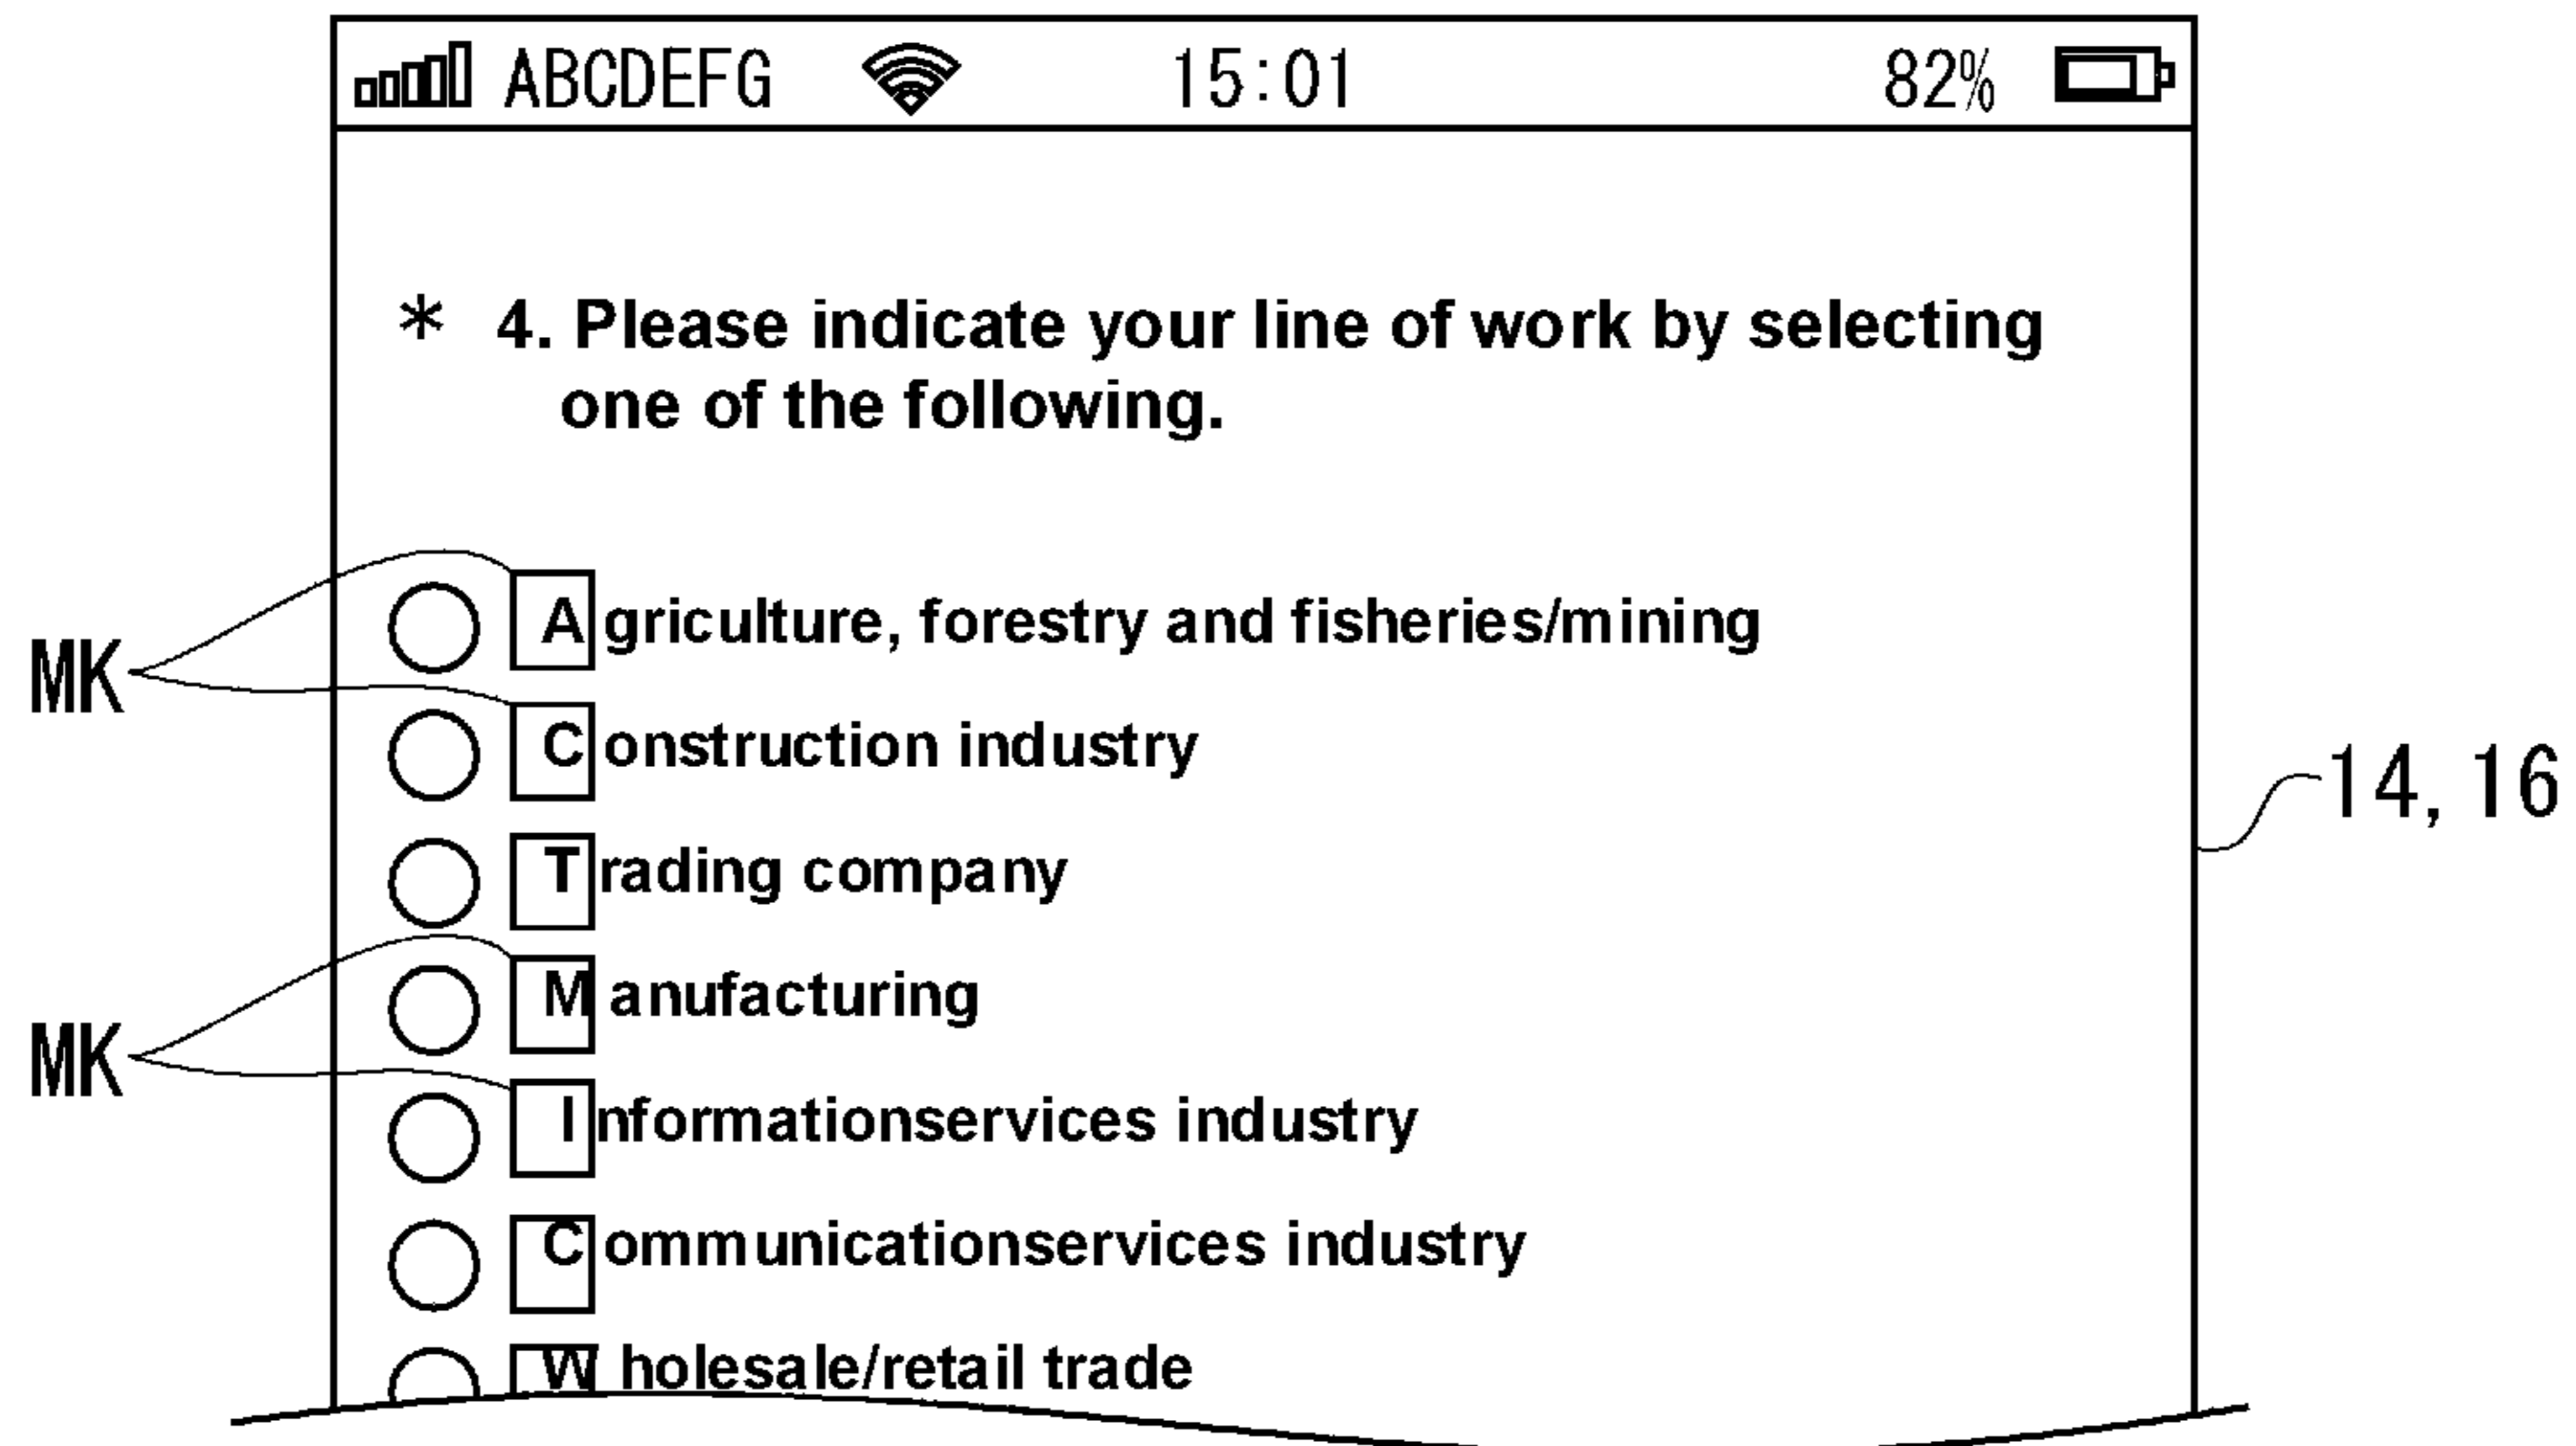 ABCDEFG 15:01 82%
* 4. Please indicate your line of work by selecting
one of the following.
Agriculture, forestry and fisheries/mining
MK
Construction industry
14, 16
Trading company
Manufacturing
MK
Informationservices industry
Communicationservices industry
Wholesale/retail trade